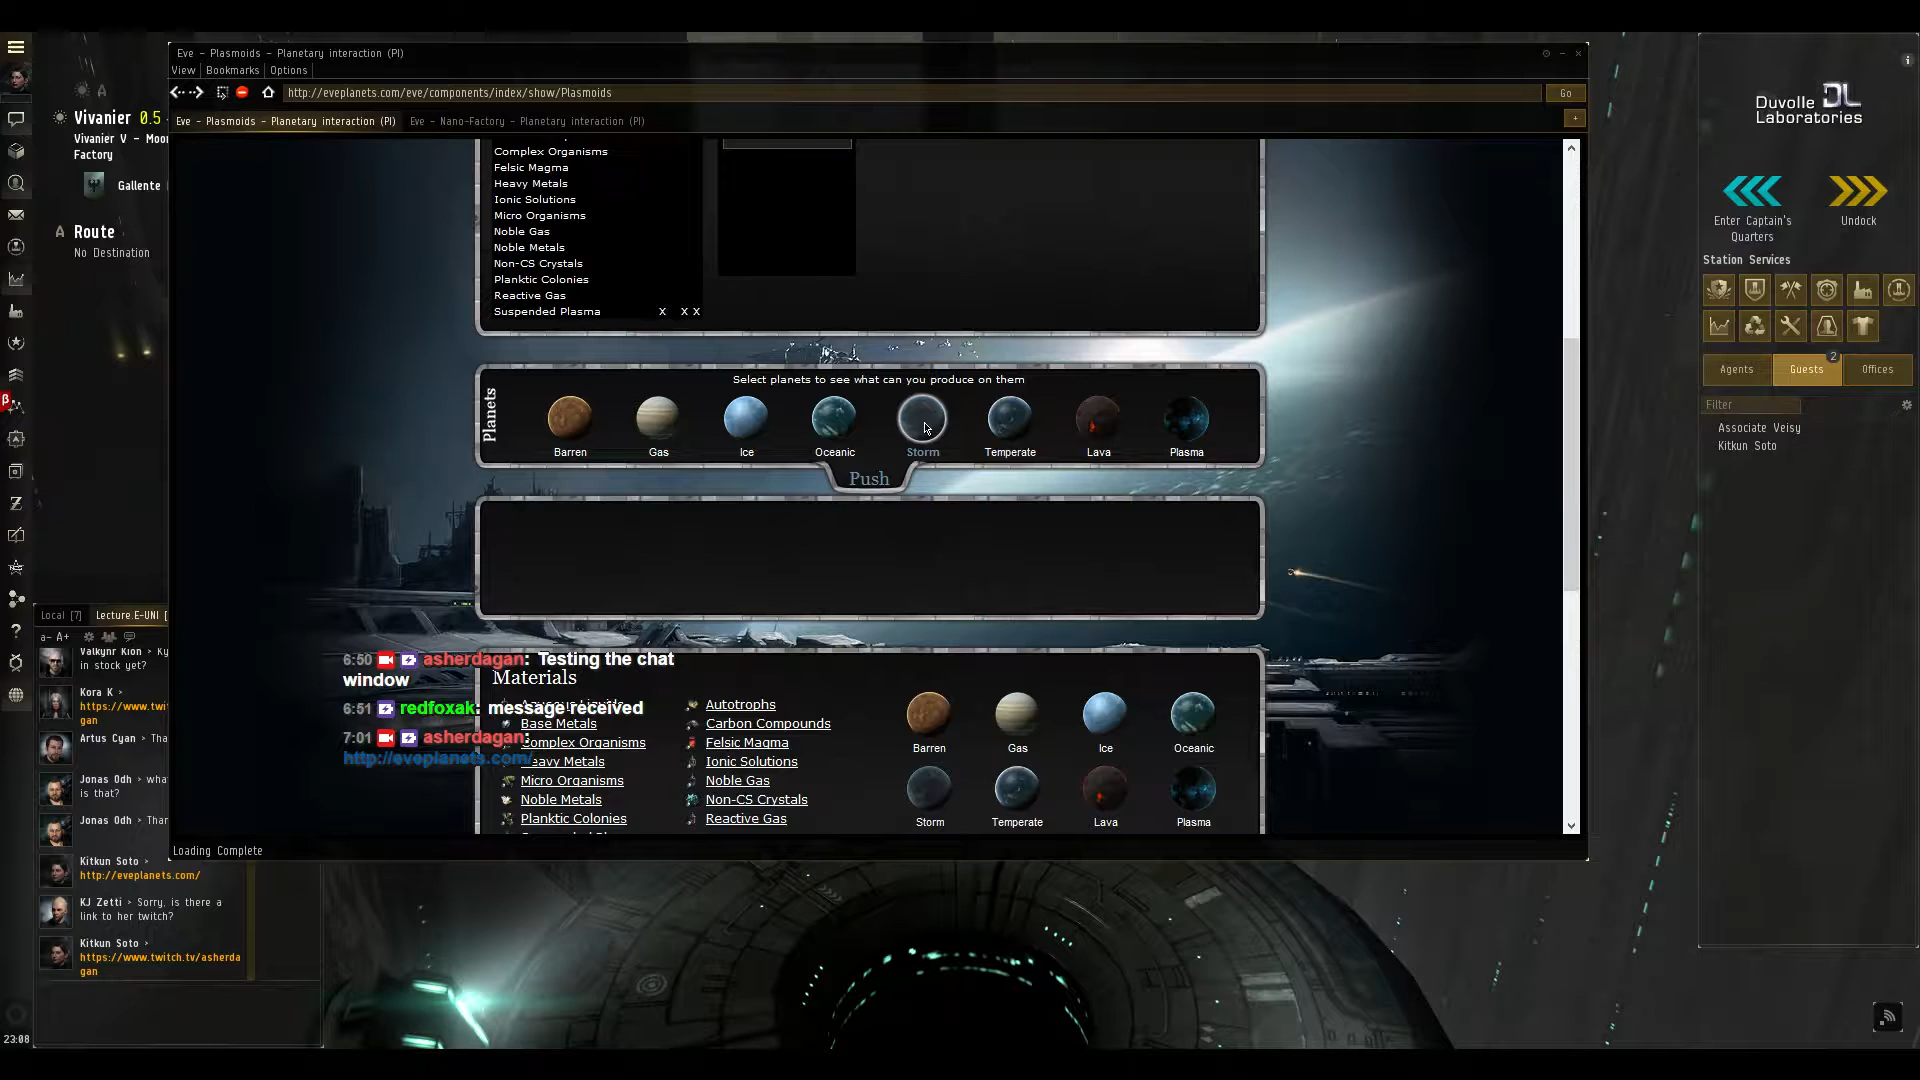 Eve - Plasmoids - Planetary interaction (PI)
View Bookmarks Options
http://eveplanets.com/eve/components/index/show/Plasmoids
Go
Eve - Plasmoids - Planetary interaction (PI)
Eve - Nano-Factory - Planetary interaction (PI)
+
Vivanier 0.5
Vivanier V - Moon
Factory
Gallente
Route
No Destination
Complex Organisms
Felsic Magma
Heavy Metals
Ionic Solutions
Micro Organisms
Noble Gas
Noble Metals
Non-CS Crystals
Planktic Colonies
Reactive Gas
Suspended Plasma X X X
Planets
Select planets to see what can you produce on them
Barren Gas Ice Oceanic Storm Temperate Lava Plasma
Push
Materials
Autotrophs
Base Metals Carbon Compounds
Complex Organisms Felsic Magma
Heavy Metals Ionic Solutions
Micro Organisms Noble Gas
Noble Metals Non-CS Crystals
Planktic Colonies Reactive Gas
Barren Gas Ice Oceanic
Storm Temperate Lava Plasma
6:50 asherdagan: Testing the chat
window
6:51 redfoxak: message received
7:01 asherdagan:
http://eveplanets.com/
Loading Complete
Local [7] Lecture.E-UNI [
a- A+
Valkynr Kion > Ky
in stock yet?
Kora K >
https://www.twi
gan
Artus Cyan > Tha
Jonas Odh > wha
is that?
Jonas Odh > Than
Kitkun Soto >
http://eveplanets.com/
KJ Zetti > Sorry, is there a
link to her twitch?
Kitkun Soto >
https://www.twitch.tv/asherda
gan
23:08
Duvolle
Laboratories
DL
Enter Captain's
Quarters
Undock
Station Services
Agents Guests Offices
2
Filter
Associate Veisy
Kitkun Soto